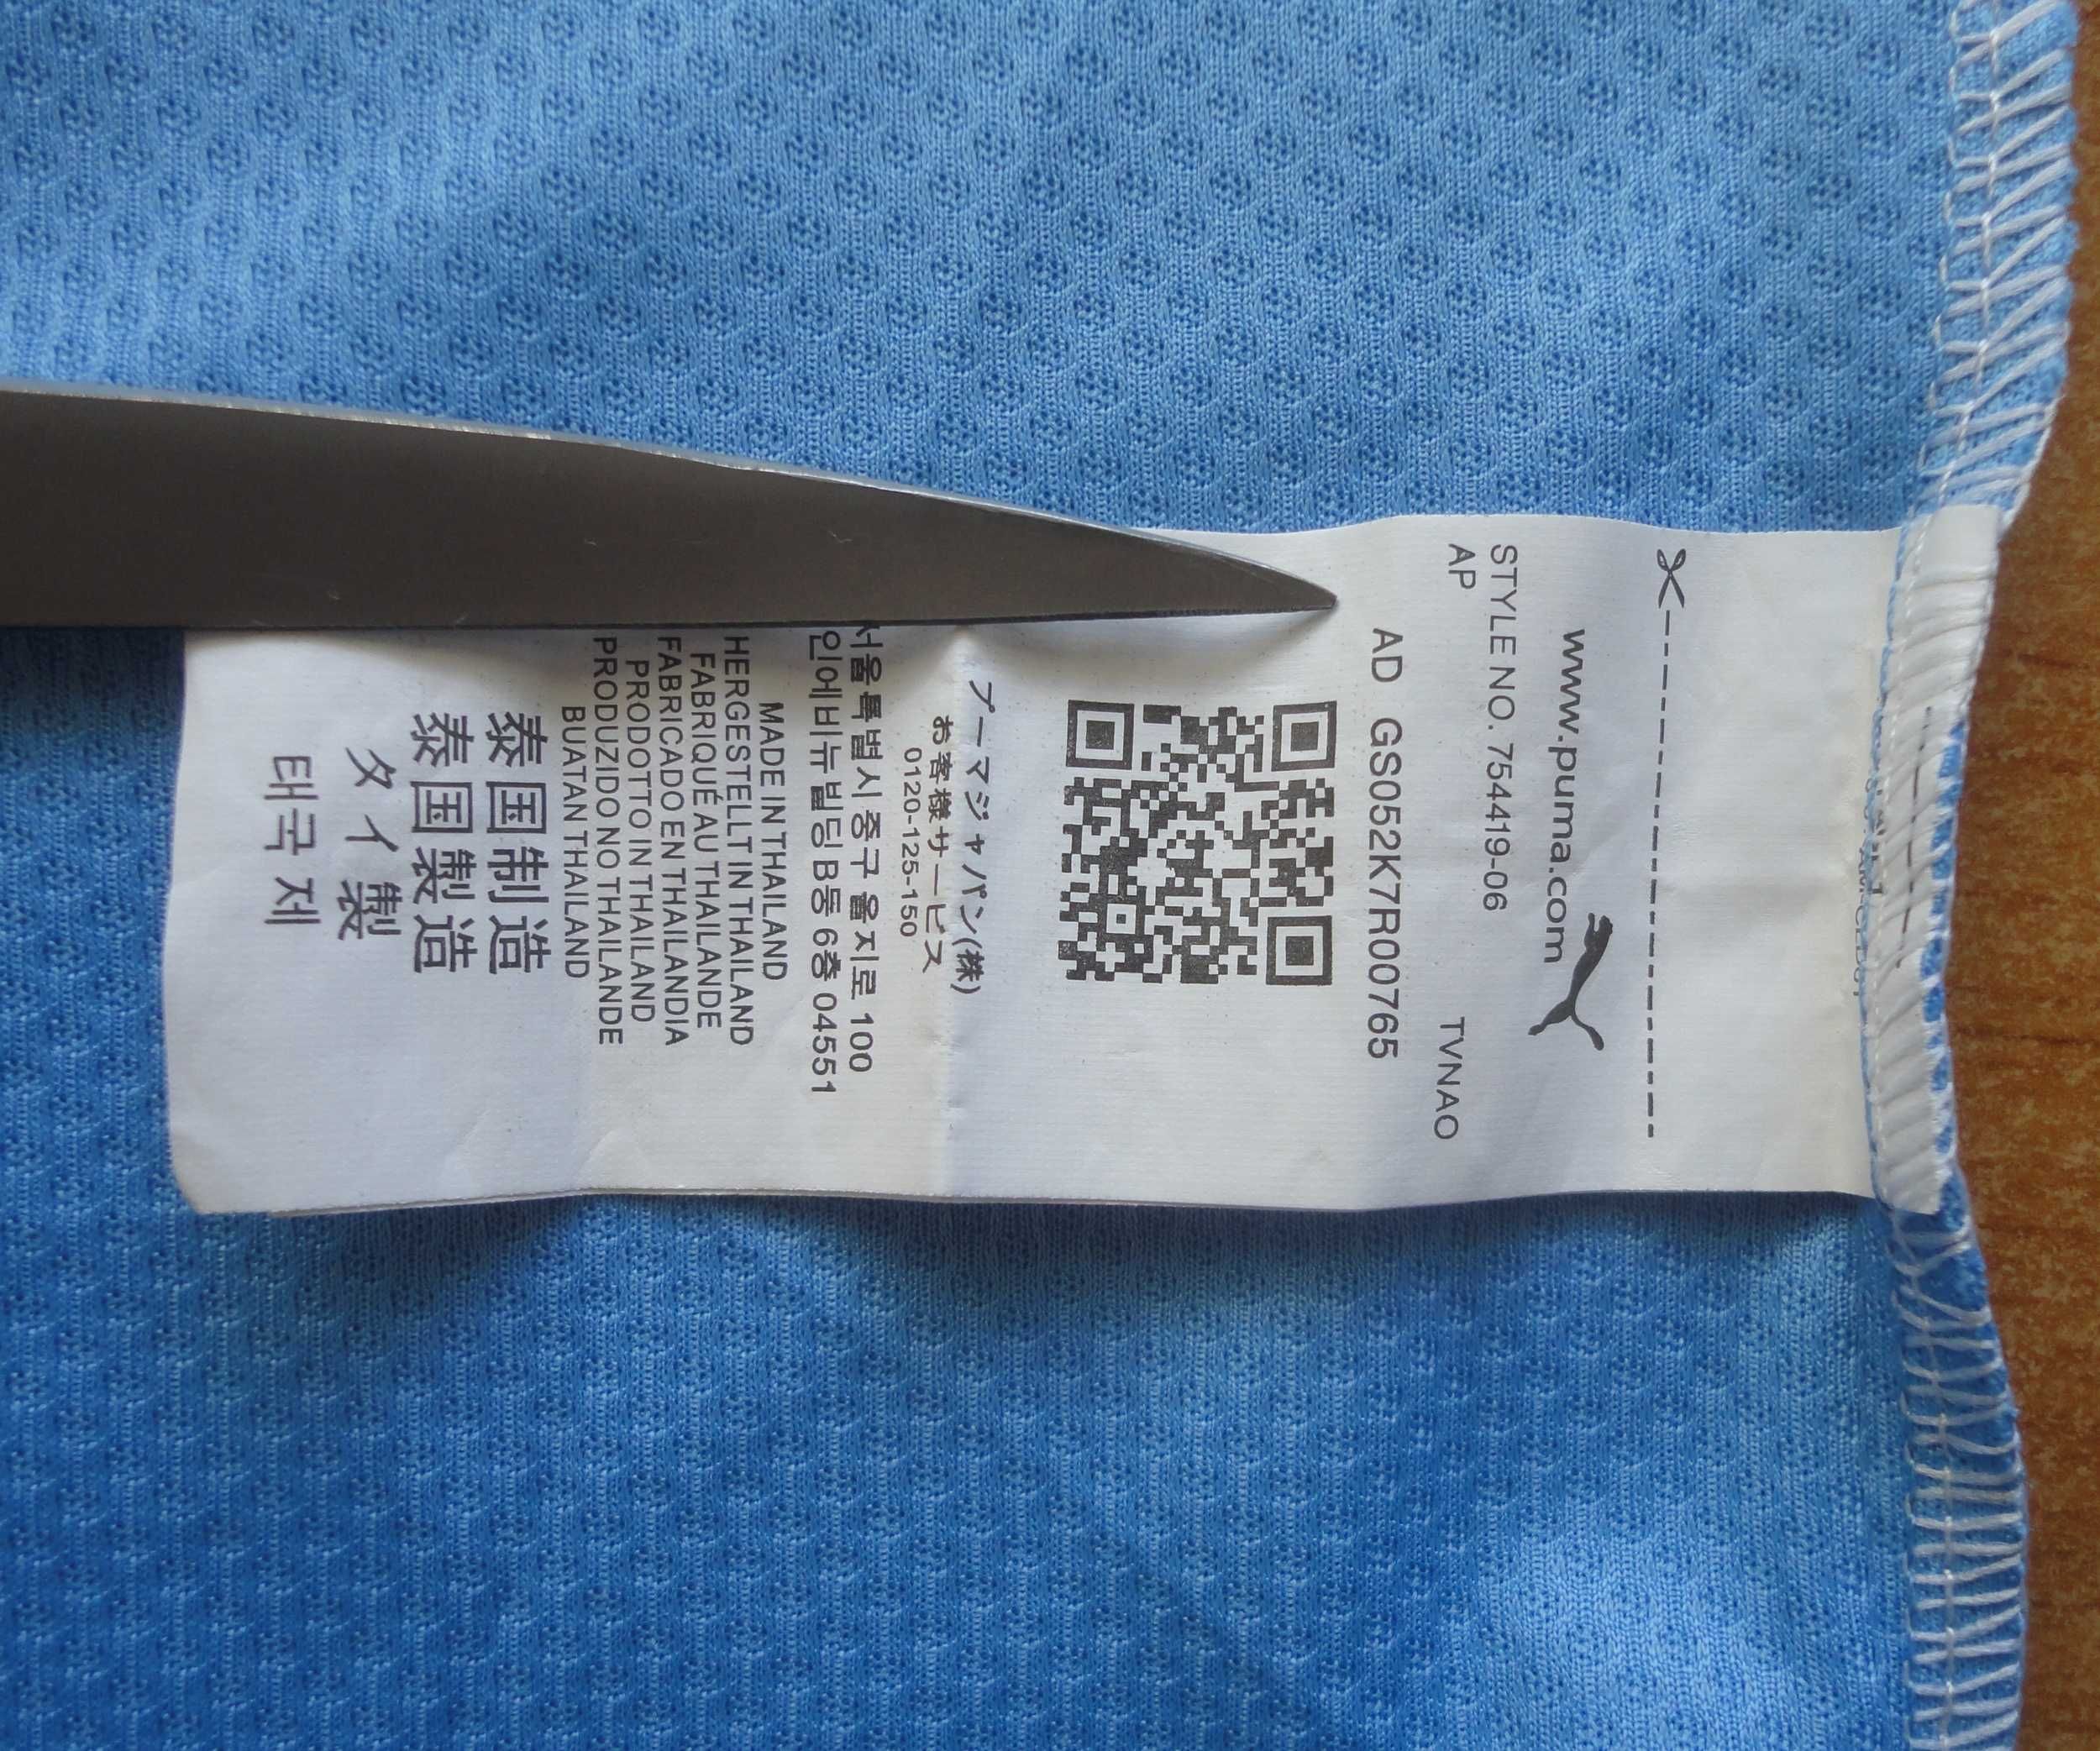 www.puma.com
STYLE NO. 754419-06
AP TVNAO
AD GS052K7R00765
プーマジャパン(株)
お客様サービス
0120-125-150
서울특별시 중구 을지로 100
인에비뉴빌딩 B동 6층 04551
MADE IN THAILAND
HERGESTELLT IN THAILAND
FABRIQUÉ AU THAILANDE
FABRICADO EN THAILANDIA
PRODOTTO IN THAILAND
PRODUZIDO NO THAILANDE
BUATAN THAILAND
泰国制造
泰国製造
タイ製
태국 제